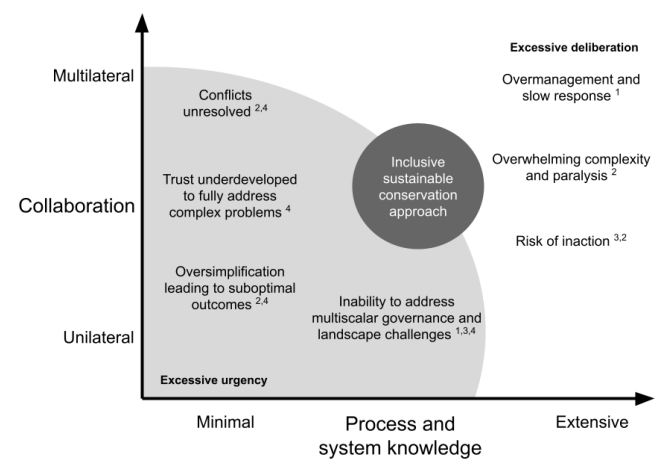 Excessive deliberation
Multilateral
Overmanagement and
slow response 1
Conflicts
unresolved 2,4
Inclusive
sustainable
conservation
approach
Overwhelming complexity
and paralysis 2
Trust underdeveloped
to fully address
complex problems 4
Collaboration
Risk of inaction 3,2
Oversimplification
leading to suboptimal
outcomes 2,4
Inability to address
multiscalar governance and
landscape challenges 1,3,4
Unilateral
Excessive urgency
Minimal
Process and
system knowledge
Extensive